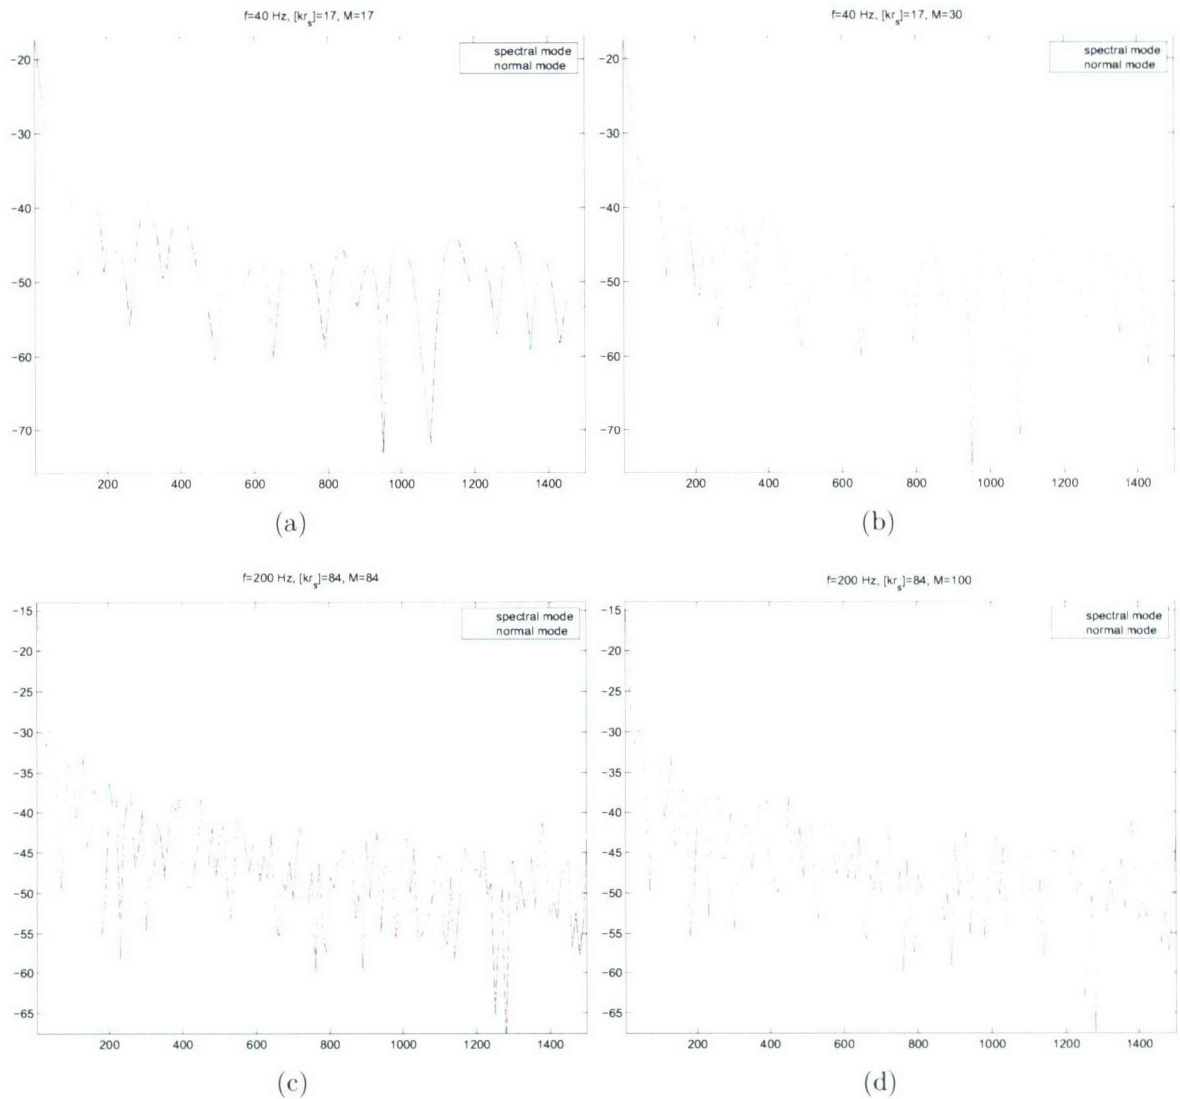 f=40 Hz, [kr_s]=17, M=17
spectral mode
normal mode
−20
−30
−40
−50
−60
−70
200 400 600 800 1000 1200 1400
(a)
f=40 Hz, [kr_s]=17, M=30
spectral mode
normal mode
−20
−30
−40
−50
−60
−70
200 400 600 800 1000 1200 1400
(b)
f=200 Hz, [kr_s]=84, M=84
spectral mode
normal mode
−15
−20
−25
−30
−35
−40
−45
−50
−55
−60
−65
200 400 600 800 1000 1200 1400
(c)
f=200 Hz, [kr_s]=84, M=100
spectral mode
normal mode
−15
−20
−25
−30
−35
−40
−45
−50
−55
−60
−65
200 400 600 800 1000 1200 1400
(d)